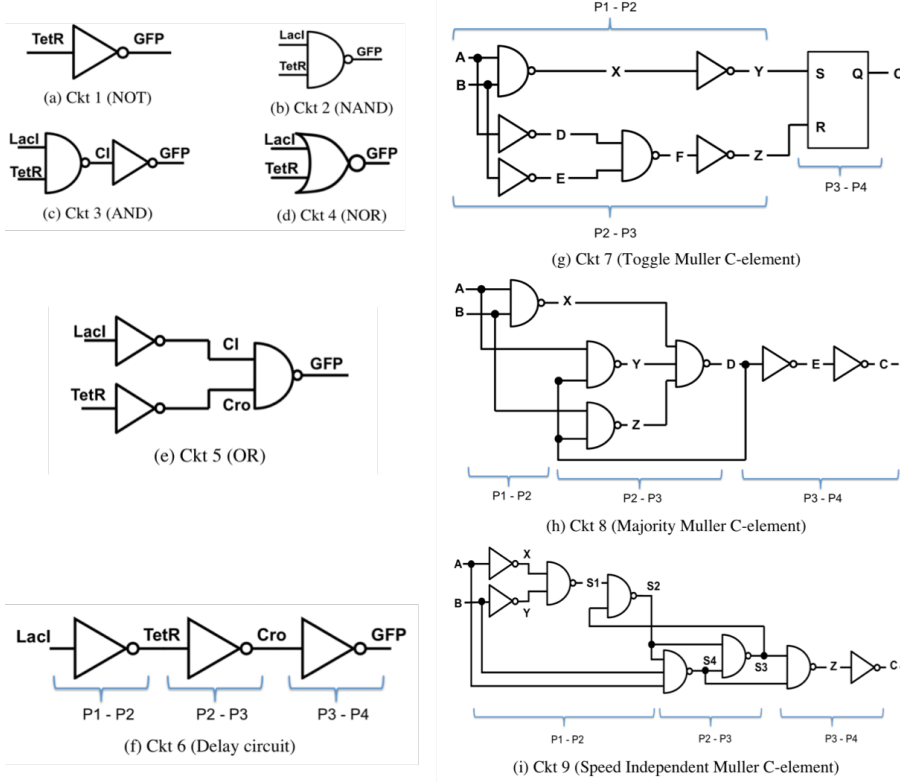 TetR GFP
(a) Ckt 1 (NOT)
LacI
TetR
GFP
(b) Ckt 2 (NAND)
LacI
TetR
CI
GFP
(c) Ckt 3 (AND)
LacI
TetR
GFP
(d) Ckt 4 (NOR)
LacI
CI
GFP
TetR
Cro
(e) Ckt 5 (OR)
LacI TetR Cro GFP
P1 - P2 P2 - P3 P3 - P4
(f) Ckt 6 (Delay circuit)
P1 - P2
A
B
X Y S Q C
D
E
F Z R
P3 - P4
P2 - P3
(g) Ckt 7 (Toggle Muller C-element)
A
B
X
Y D E C
Z
P1 - P2 P2 - P3 P3 - P4
(h) Ckt 8 (Majority Muller C-element)
A X
B Y
S1 S2
S4 S3
Z C
P1 - P2 P2 - P3 P3 - P4
(i) Ckt 9 (Speed Independent Muller C-element)